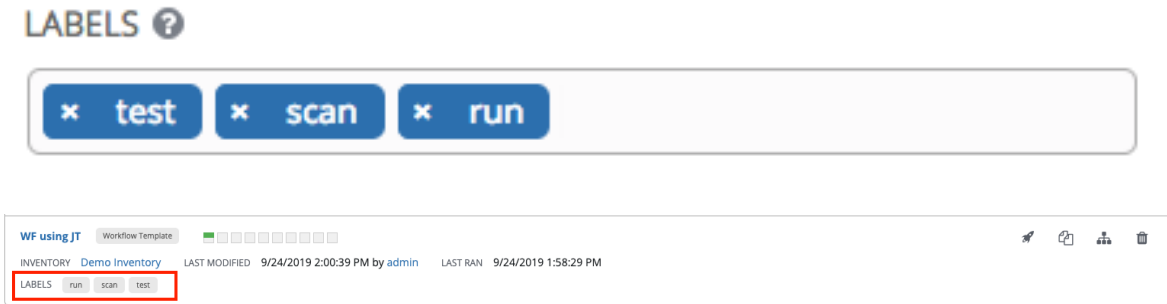 LABELS ?
× test × scan × run
WF using JT Workflow Template
INVENTORY Demo Inventory LAST MODIFIED 9/24/2019 2:00:39 PM by admin LAST RAN 9/24/2019 1:58:29 PM
LABELS run scan test